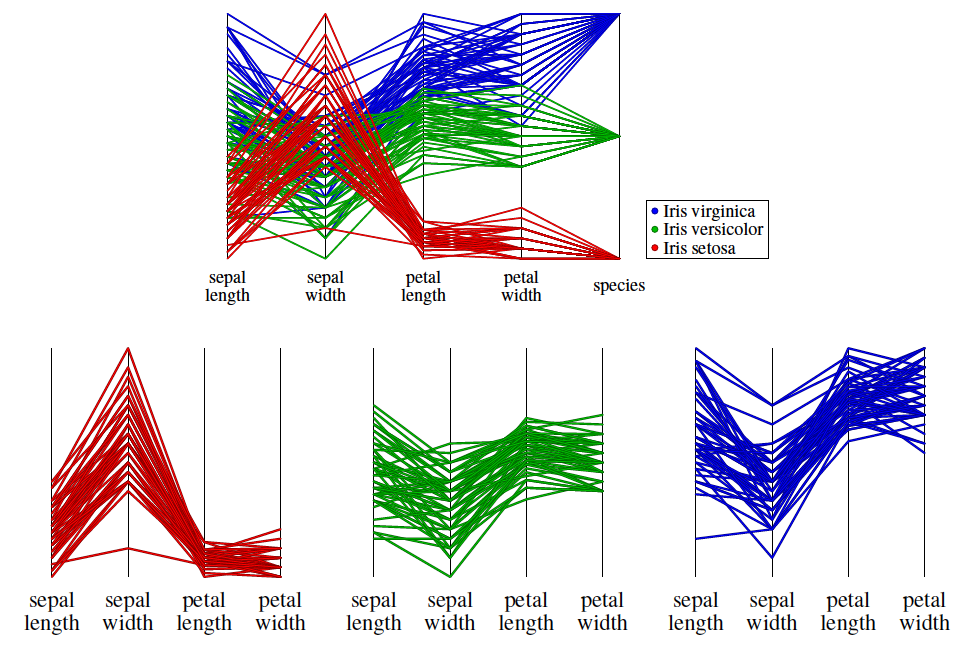 Iris virginica
Iris versicolor
Iris setosa
sepal length
sepal width
petal length
petal width
species
sepal length
sepal width
petal length
petal width
sepal length
sepal width
petal length
petal width
sepal length
sepal width
petal length
petal width